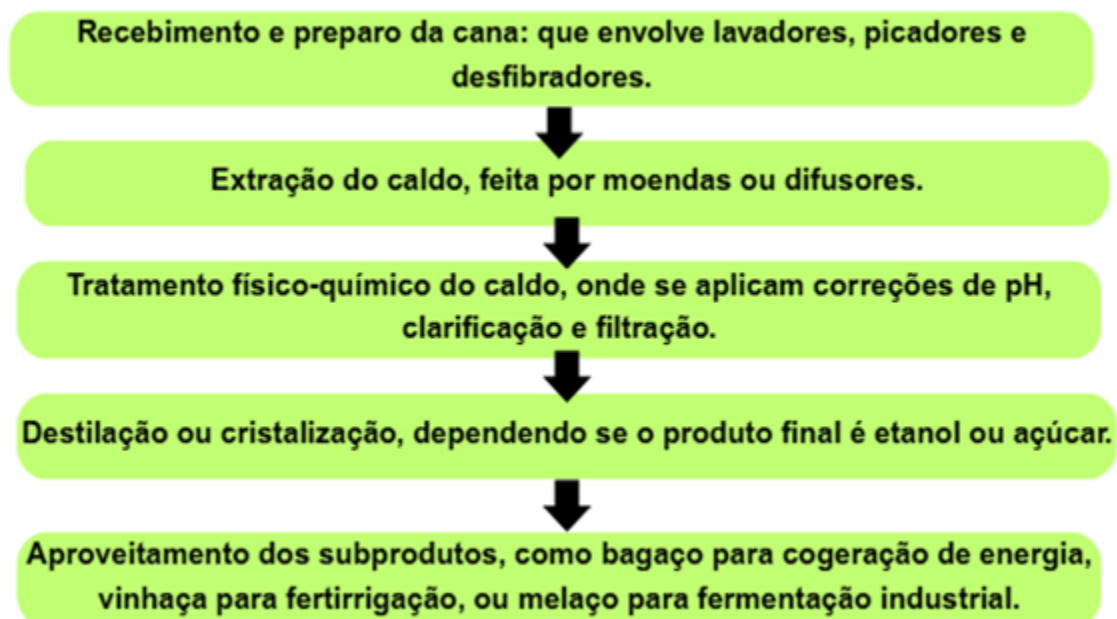 Recebimento e preparo da cana: que envolve lavadores, picadores e
desfibradores.
Extração do caldo, feita por moendas ou difusores.
Tratamento físico-químico do caldo, onde se aplicam correções de pH,
clarificação e filtração.
Destilação ou cristalização, dependendo se o produto final é etanol ou açúcar.
Aproveitamento dos subprodutos, como bagaço para cogeração de energia,
vinhaça para fertirrigação, ou melaço para fermentação industrial.